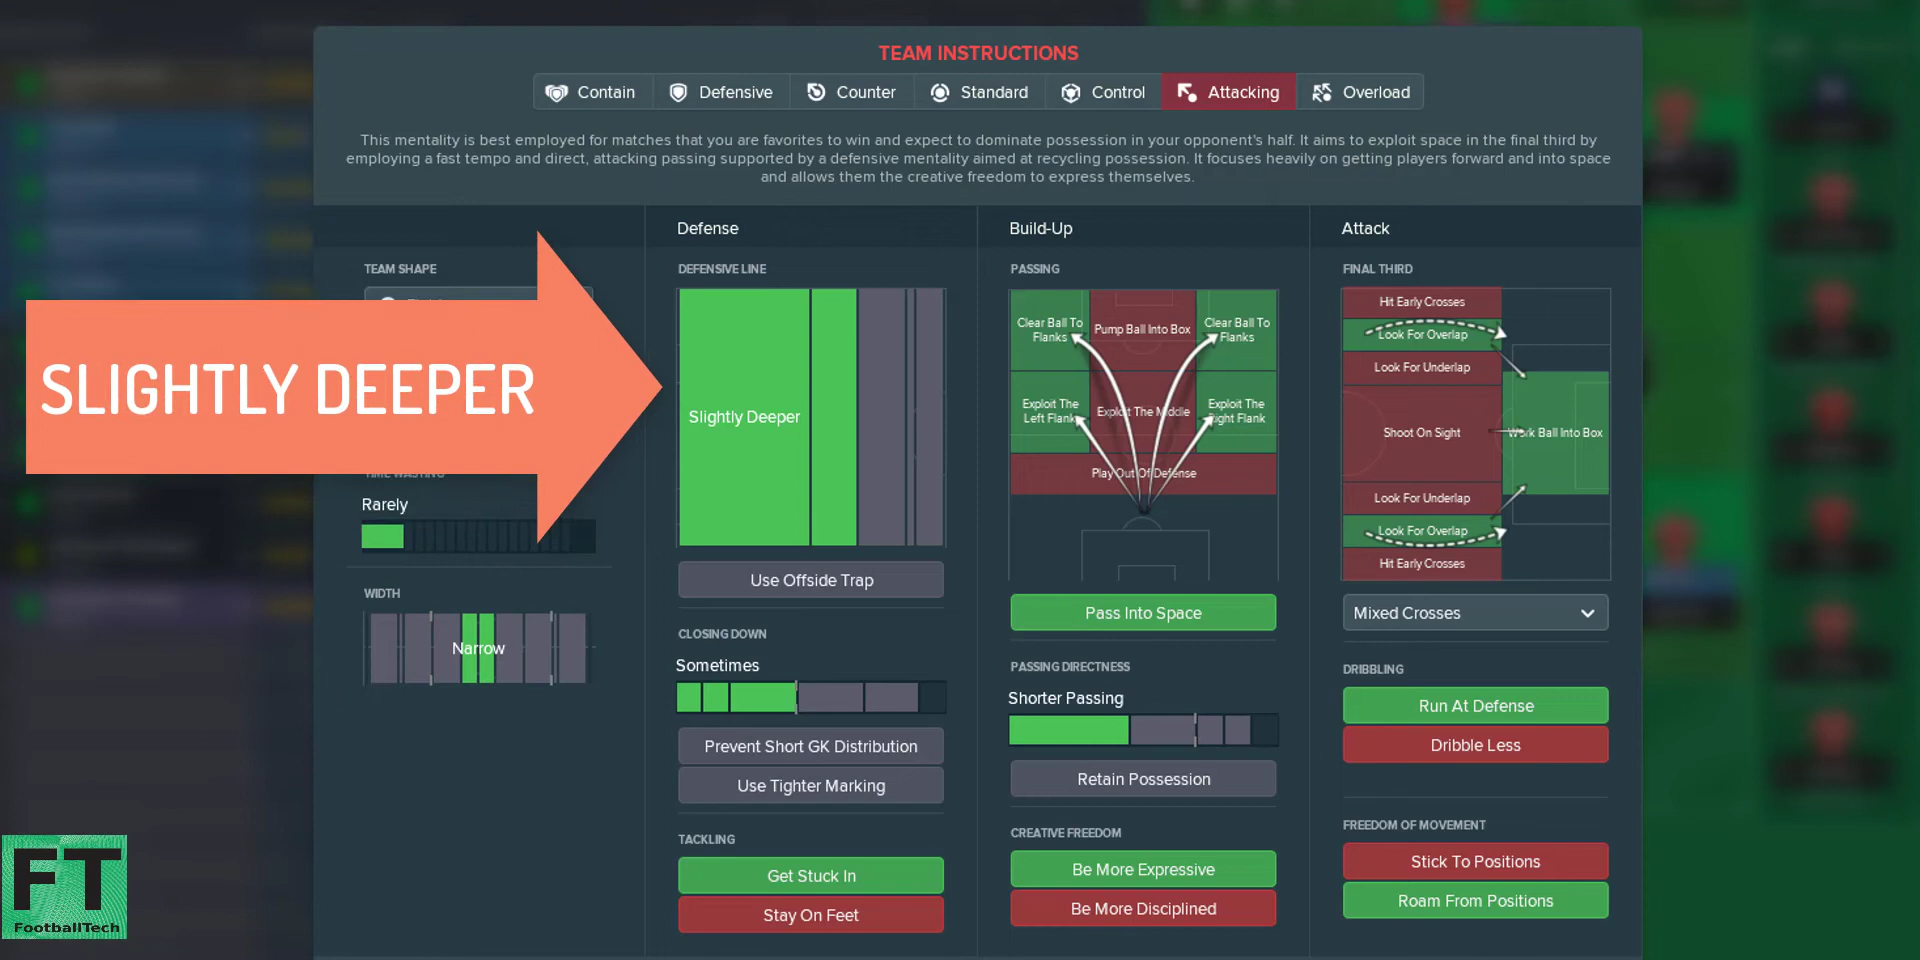 TEAM INSTRUCTIONS
Contain
Defensive
Counter
Standard
Control
Attacking
Overload
This mentality is best employed for matches that you are favorites to win and expect to dominate possession in your opponent's half. It aims to exploit space in the final third by
employing a fast tempo and direct, attacking passing supported by a defensive mentality aimed at recycling possession. It focuses heavily on getting players forward and into space
and allows them the creative freedom to express themselves.
TEAM SHAPE
SLIGHTLY DEEPER
TIME WASTING
Rarely
WIDTH
Narrow
Defense
DEFENSIVE LINE
Slightly Deeper
Use Offside Trap
CLOSING DOWN
Sometimes
Prevent Short GK Distribution
Use Tighter Marking
TACKLING
Get Stuck In
Stay On Feet
Build-Up
PASSING
Clear Ball To
Flanks
Pump Ball Into Box
Clear Ball To
Flanks
Exploit The
Left Flank
Exploit The Middle
Exploit The
Right Flank
Play Out Of Defense
Pass Into Space
PASSING DIRECTNESS
Shorter Passing
Retain Possession
CREATIVE FREEDOM
Be More Expressive
Be More Disciplined
Attack
FINAL THIRD
Hit Early Crosses
Look For Overlap
Look For Underlap
Shoot On Sight
Work Ball Into Box
Look For Underlap
Look For Overlap
Hit Early Crosses
Mixed Crosses
DRIBBLING
Run At Defense
Dribble Less
FREEDOM OF MOVEMENT
Stick To Positions
Roam From Positions
FT
FootballTech